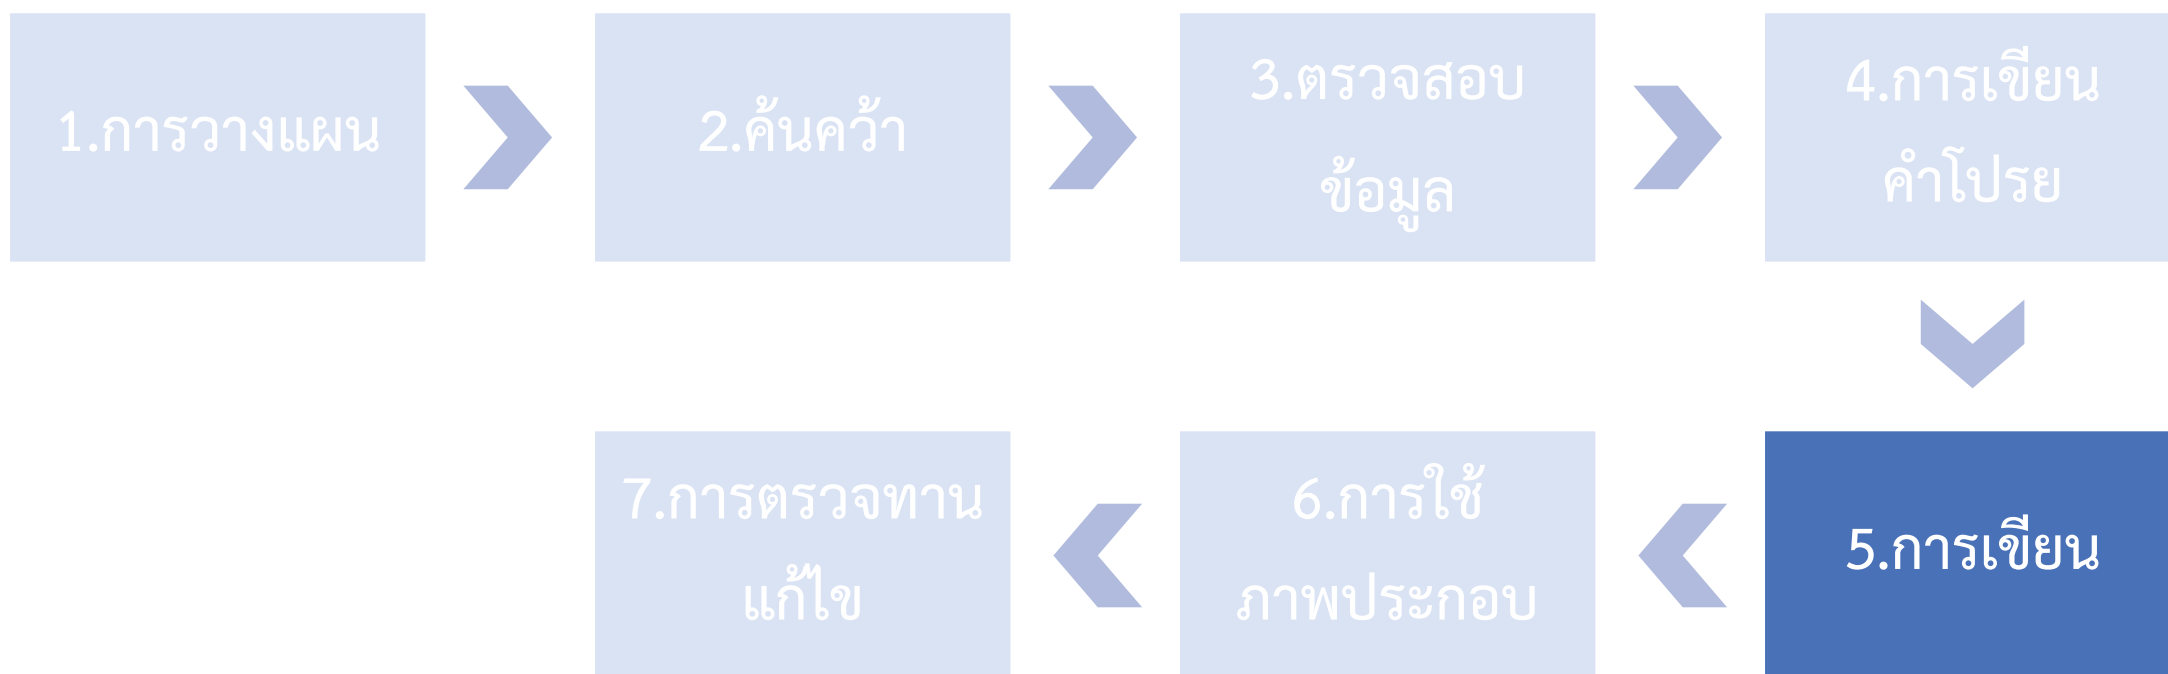 1.การวางแผน
2.ค้นคว้า
3.ตรวจสอบ
ข้อมูล
4.การเขียน
คำโปรย
5.การเขียน
6.การใช้
ภาพประกอบ
7.การตรวจทาน
แก้ไข